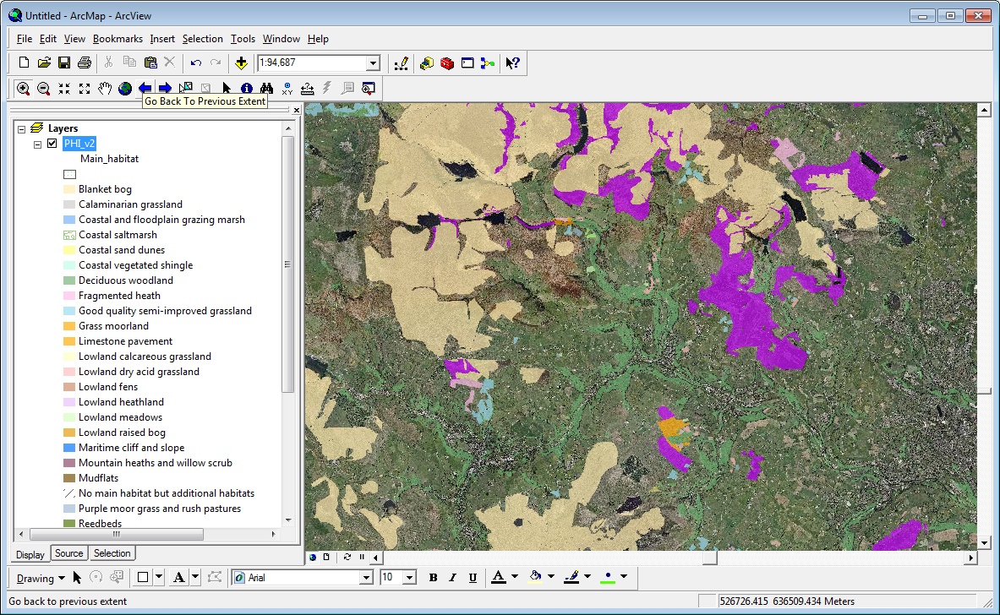 Untitled - ArcMap - ArcView
File Edit View Bookmarks Insert Selection Tools Window Help
1:94,687
Go Back To Previous Extent
Layers
PHI_v2
Main_habitat
Blanket bog
Calaminarian grassland
Coastal and floodplain grazing marsh
Coastal saltmarsh
Coastal sand dunes
Coastal vegetated shingle
Deciduous woodland
Fragmented heath
Good quality semi-improved grassland
Grass moorland
Limestone pavement
Lowland calcareous grassland
Lowland dry acid grassland
Lowland fens
Lowland heathland
Lowland meadows
Lowland raised bog
Maritime cliff and slope
Mountain heaths and willow scrub
Mudflats
No main habitat but additional habitats
Purple moor grass and rush pastures
Reedbeds
Display Source Selection
Drawing A Arial 10 B I U A
Go back to previous extent 526726.415 636509.434 Meters